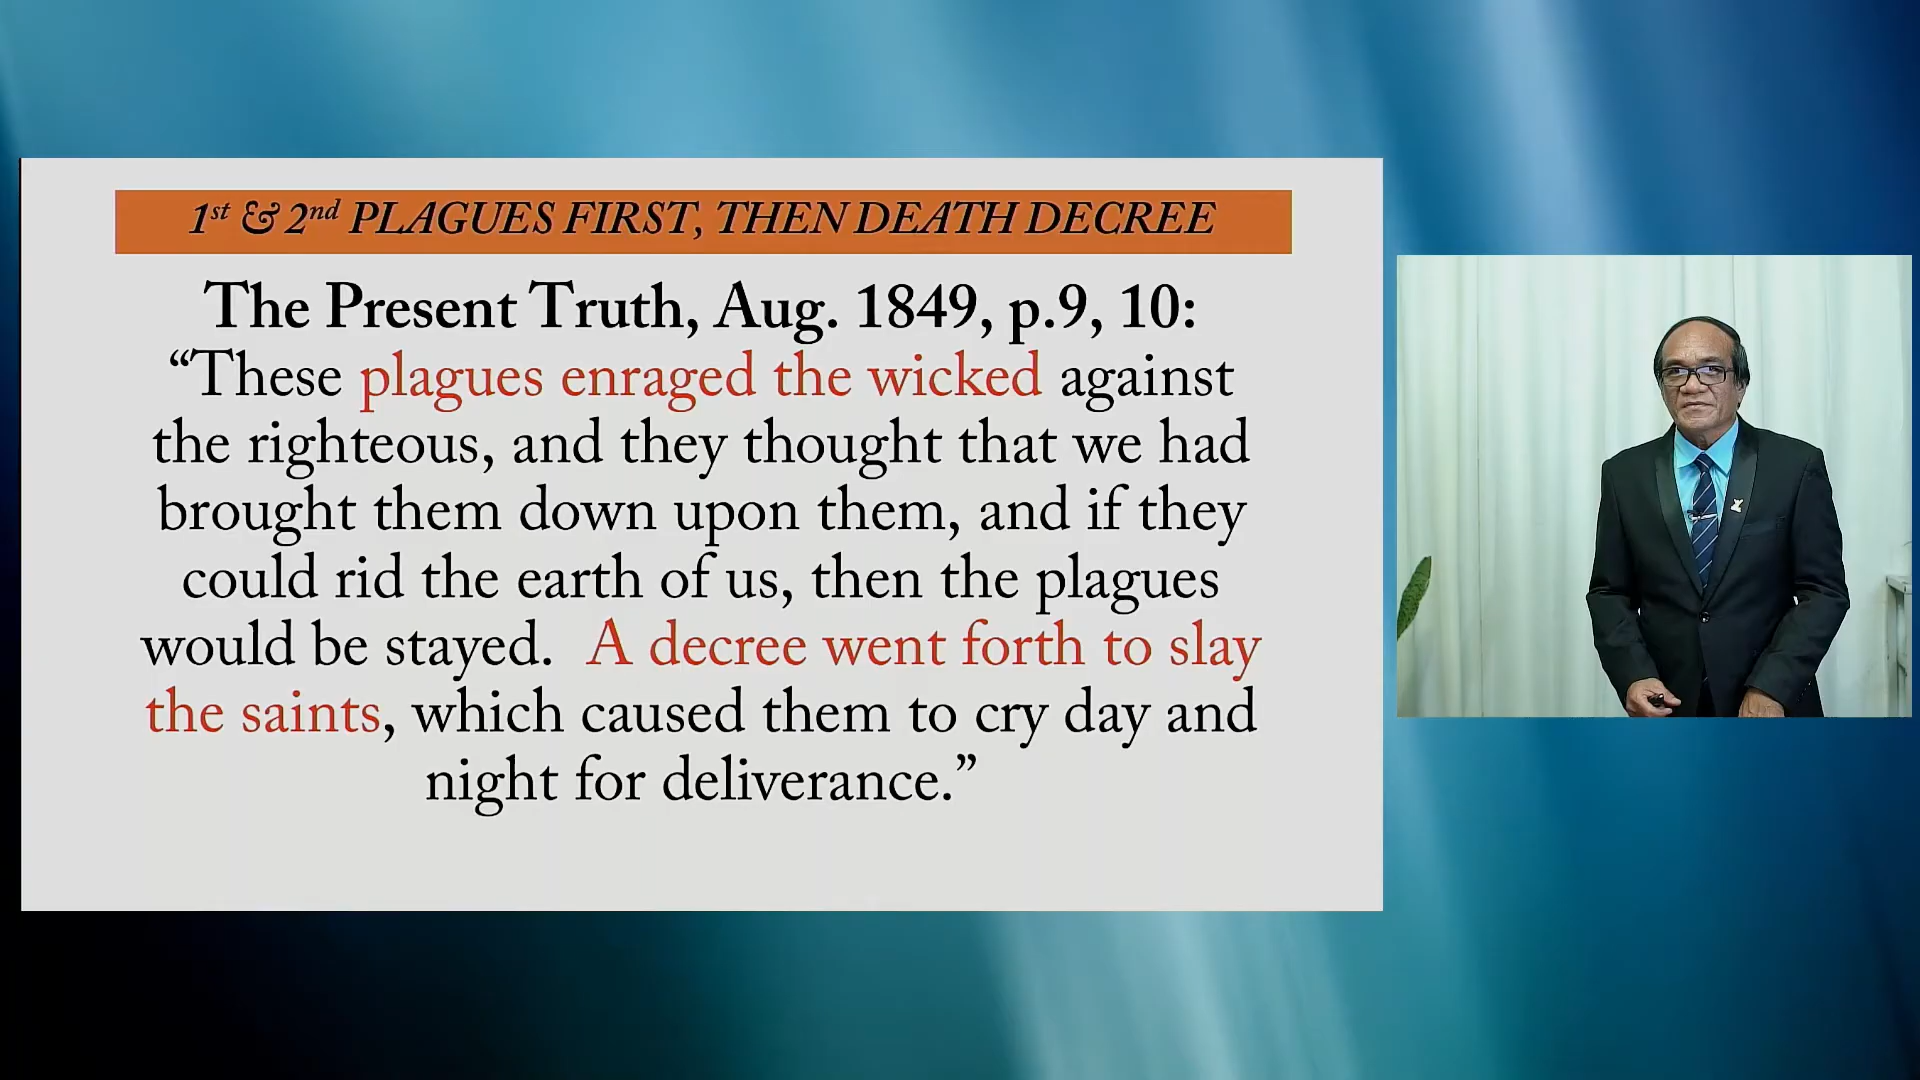 1st & 2nd PLAGUES FIRST, THEN DEATH DECREE
The Present Truth, Aug. 1849, p.9, 10:
“These plagues enraged the wicked against
the righteous, and they thought that we had
brought them down upon them, and if they
could rid the earth of us, then the plagues
would be stayed.  A decree went forth to slay
the saints, which caused them to cry day and
night for deliverance.”